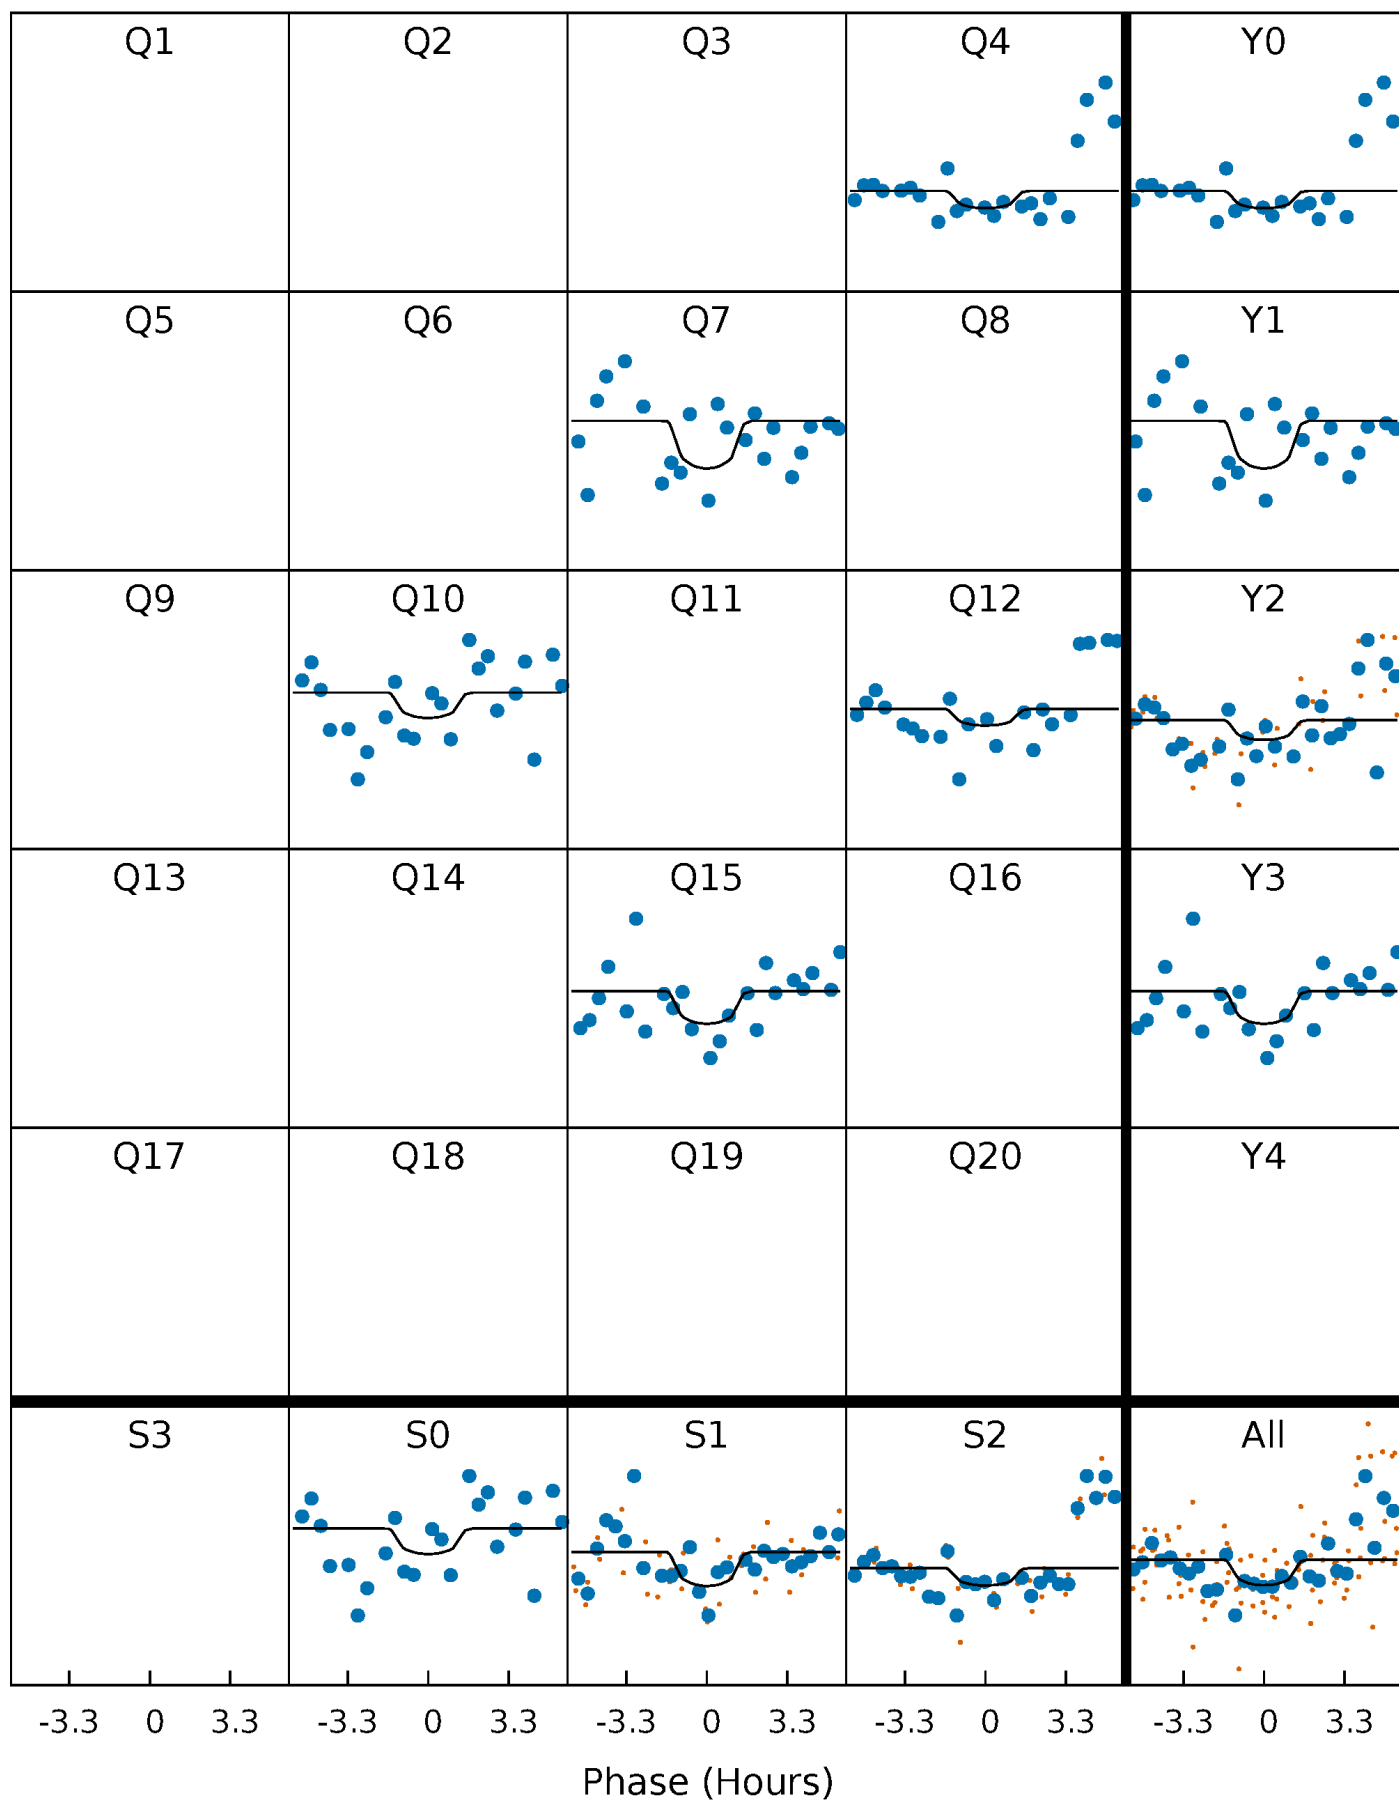 Q1 Q2 Q3 Q4 Y0
Q5 Q6 Q7 Q8 Y1
Q9 Q10 Q11 Q12 Y2
Q13 Q14 Q15 Q16 Y3
Q17 Q18 Q19 Q20 Y4
S3 S0 S1 S2 All
-3.3 0 3.3 -3.3 0 3.3 -3.3 0 3.3 -3.3 0 3.3 -3.3 0 3.3
Phase (Hours)